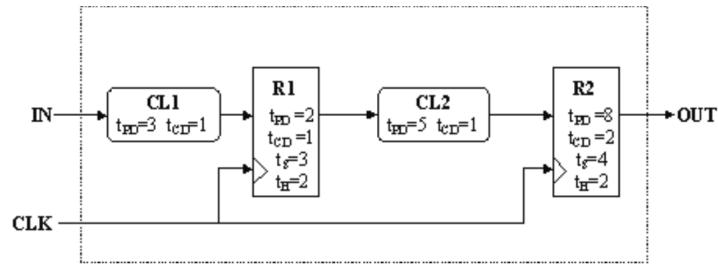 IN
CL1
tPD=3 tCD=1
R1
tPD=2
tCD=1
tS=3
tH=2
CL2
tPD=5 tCD=1
R2
tPD=8
tCD=2
tS=4
tH=2
OUT
CLK